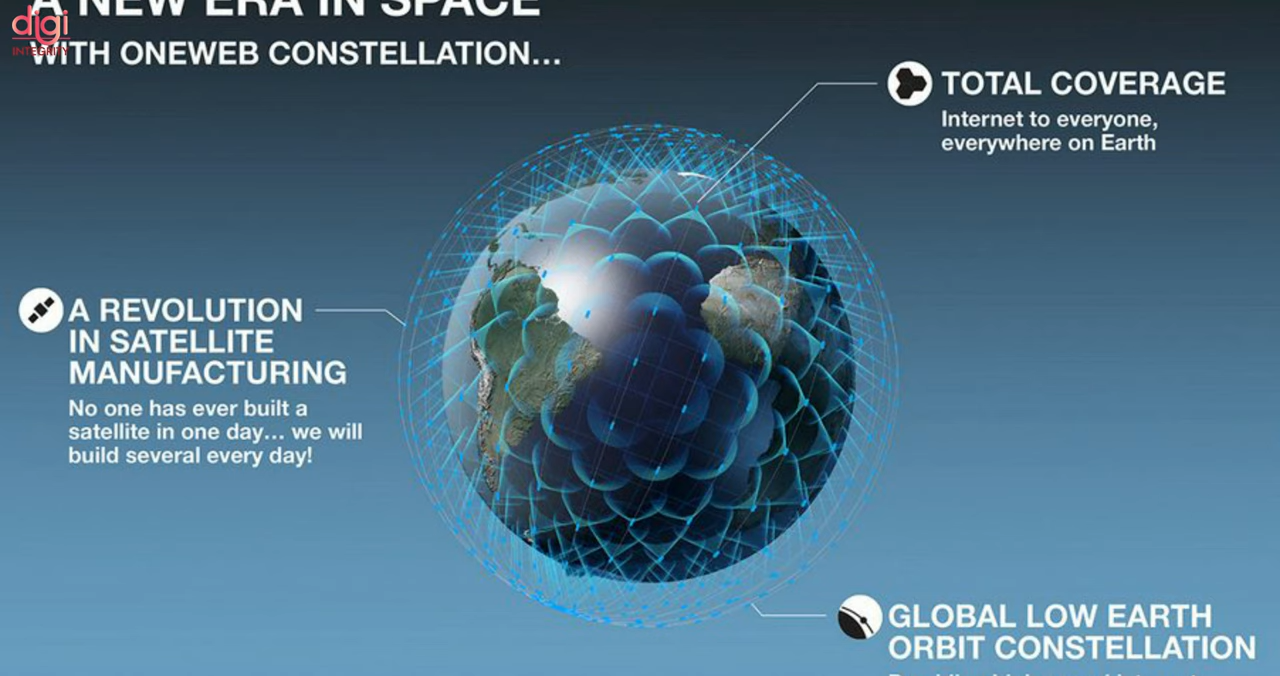 A NEW ERA IN SPACE
digi
INTEGRITY
WITH ONEWEB CONSTELLATION...
TOTAL COVERAGE
Internet to everyone,
everywhere on Earth
A REVOLUTION
IN SATELLITE
MANUFACTURING
No one has ever built a
satellite in one day... we will
build several every day!
GLOBAL LOW EARTH
ORBIT CONSTELLATION